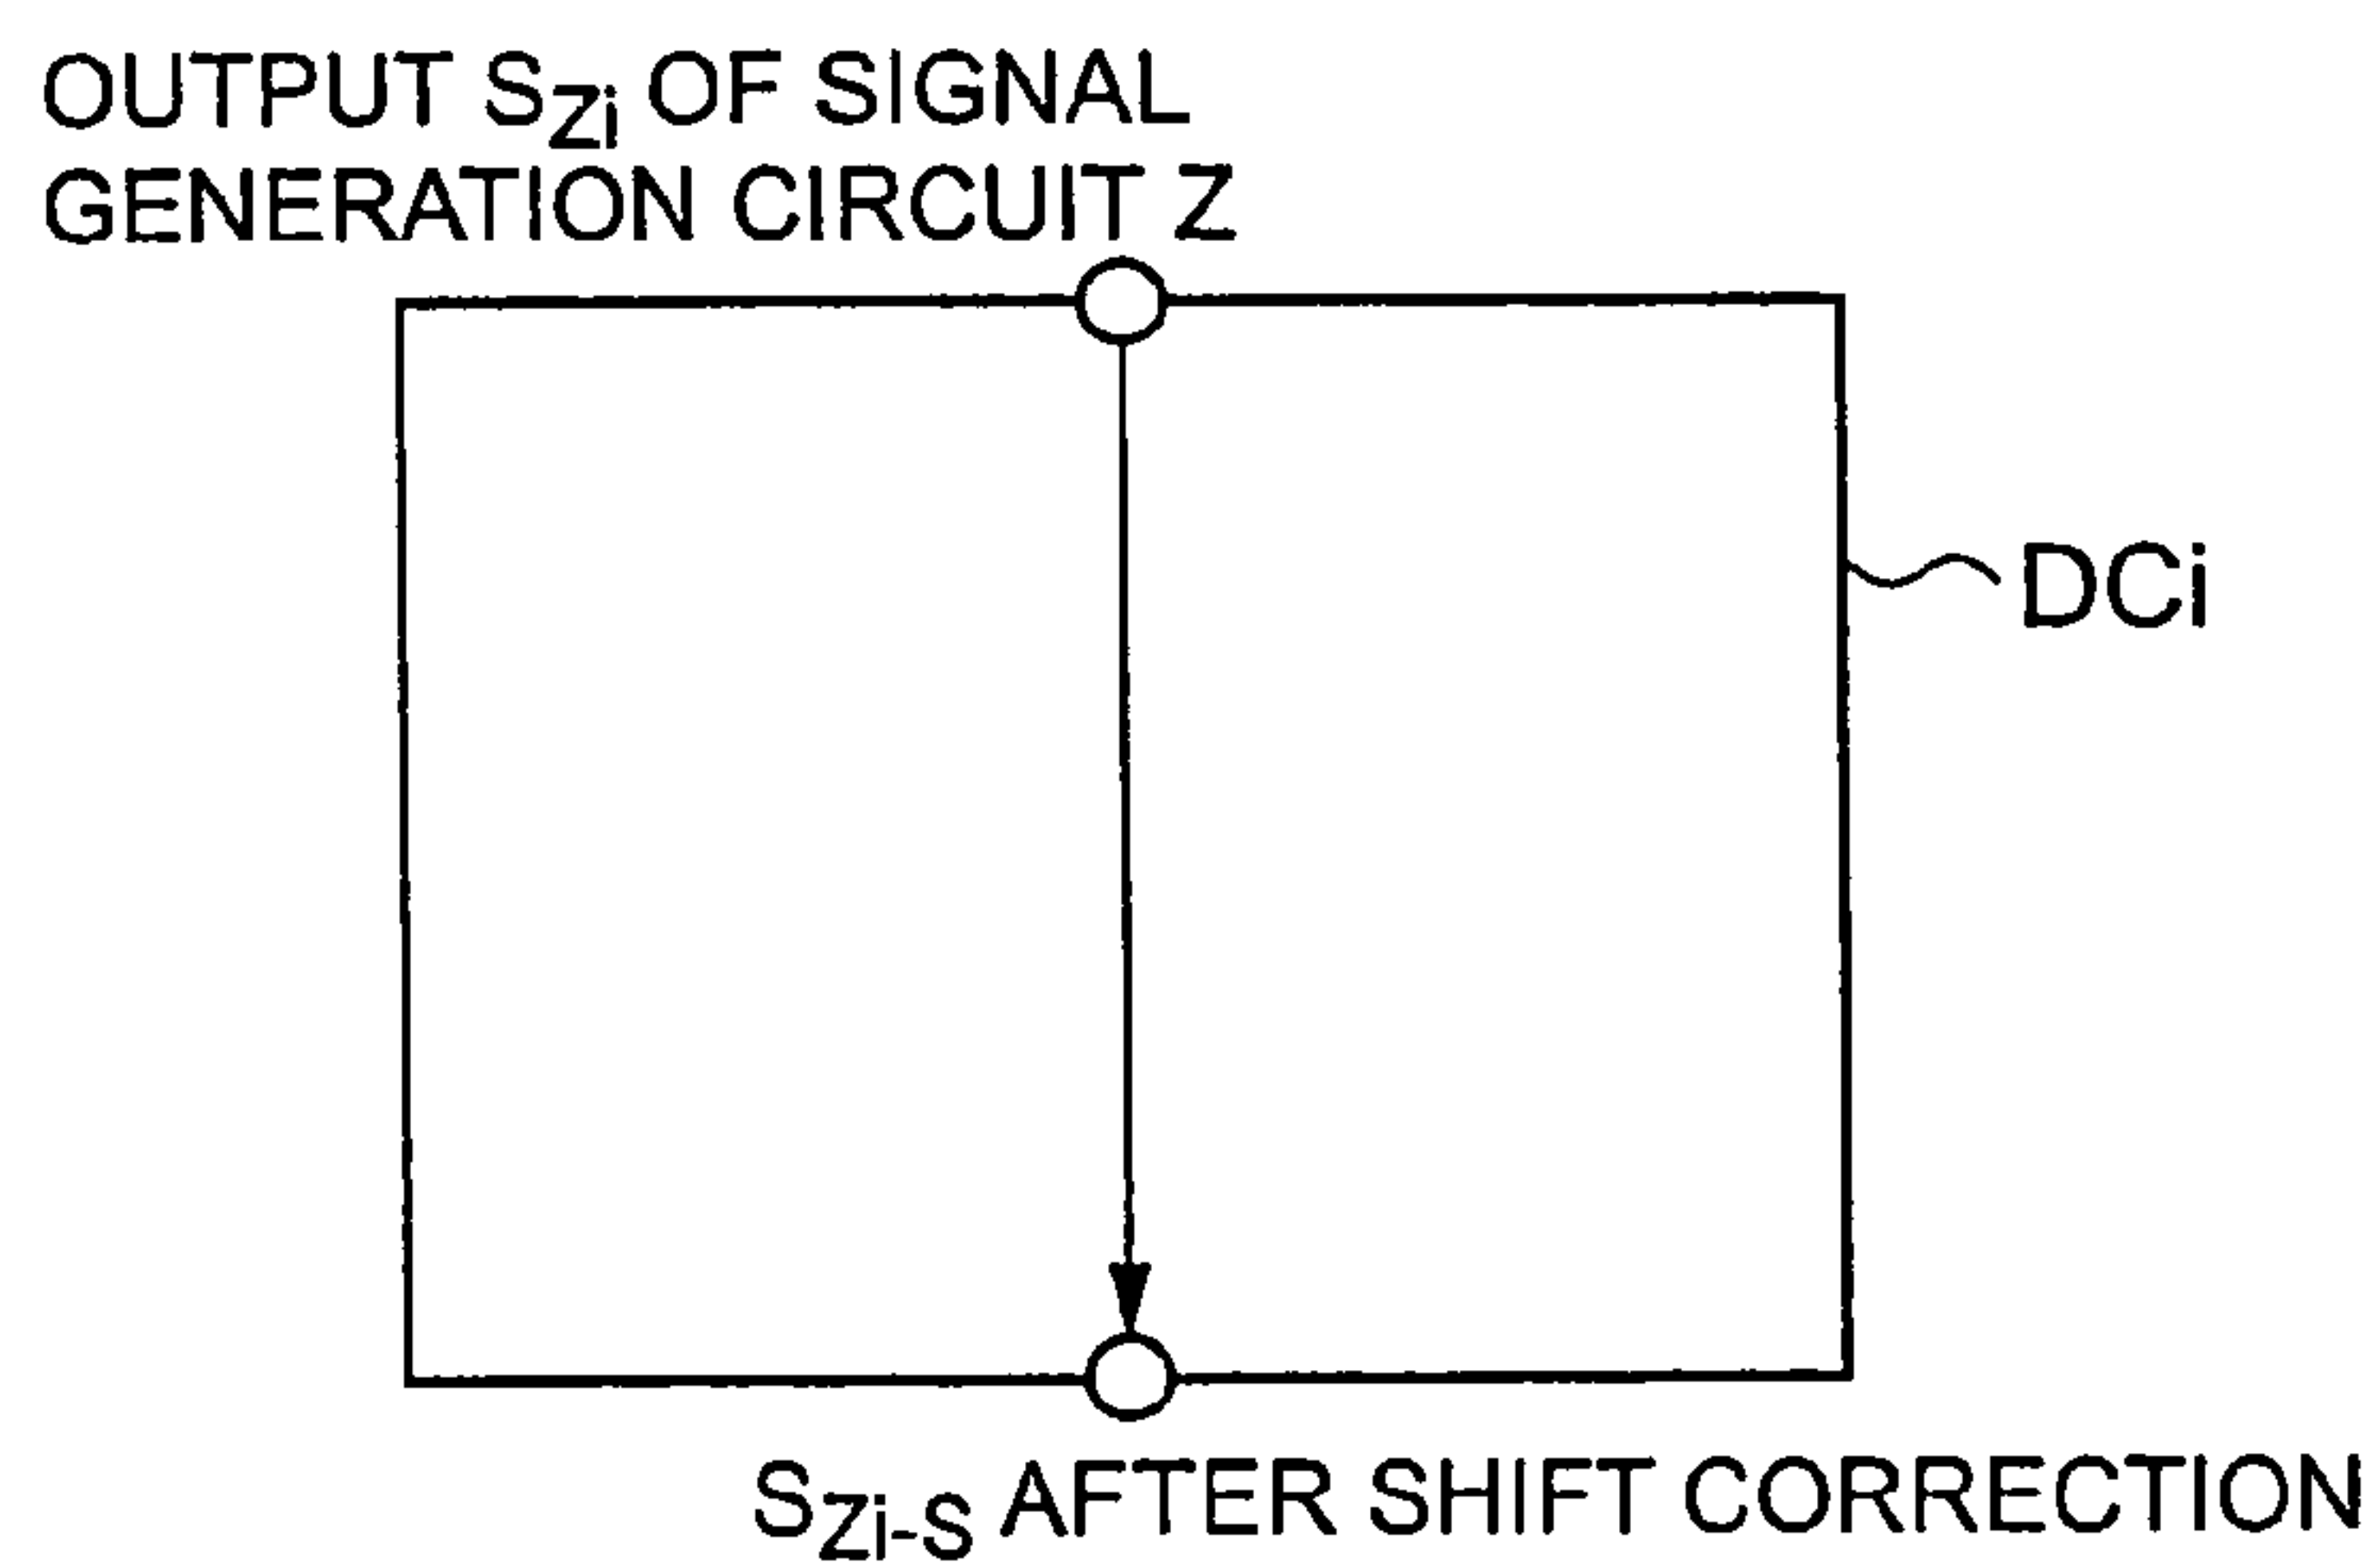 OUTPUT SZi OF SIGNAL
GENERATION CIRCUIT Z
DCi
SZi-S AFTER SHIFT CORRECTION